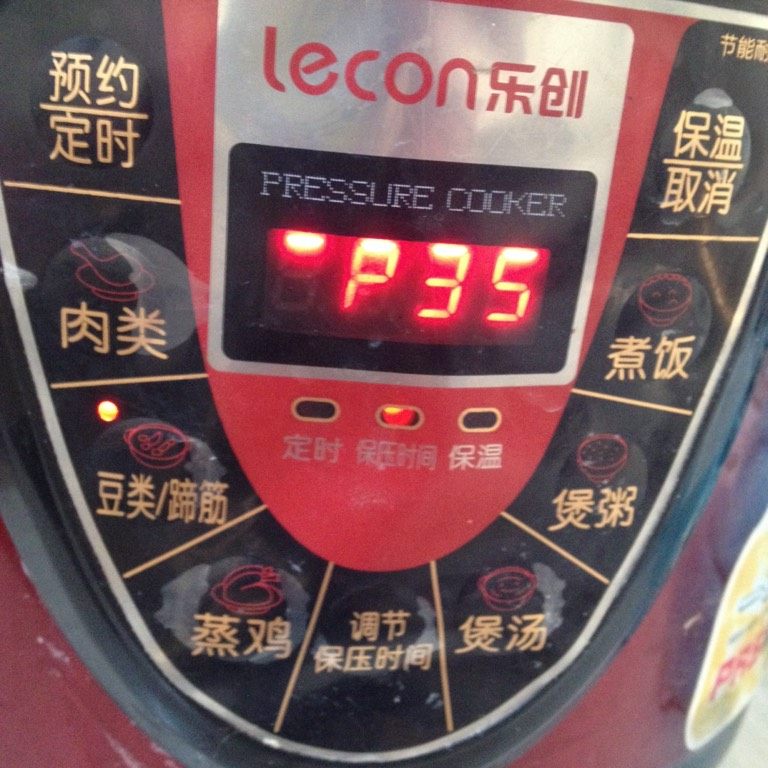 节能
lecon乐创
PRESSURE COOKER
P35
预约
定时
保温
取消
肉类
煮饭
定时 保压时间 保温
豆类/蹄筋
煲粥
蒸鸡
调节
保压时间
煲汤